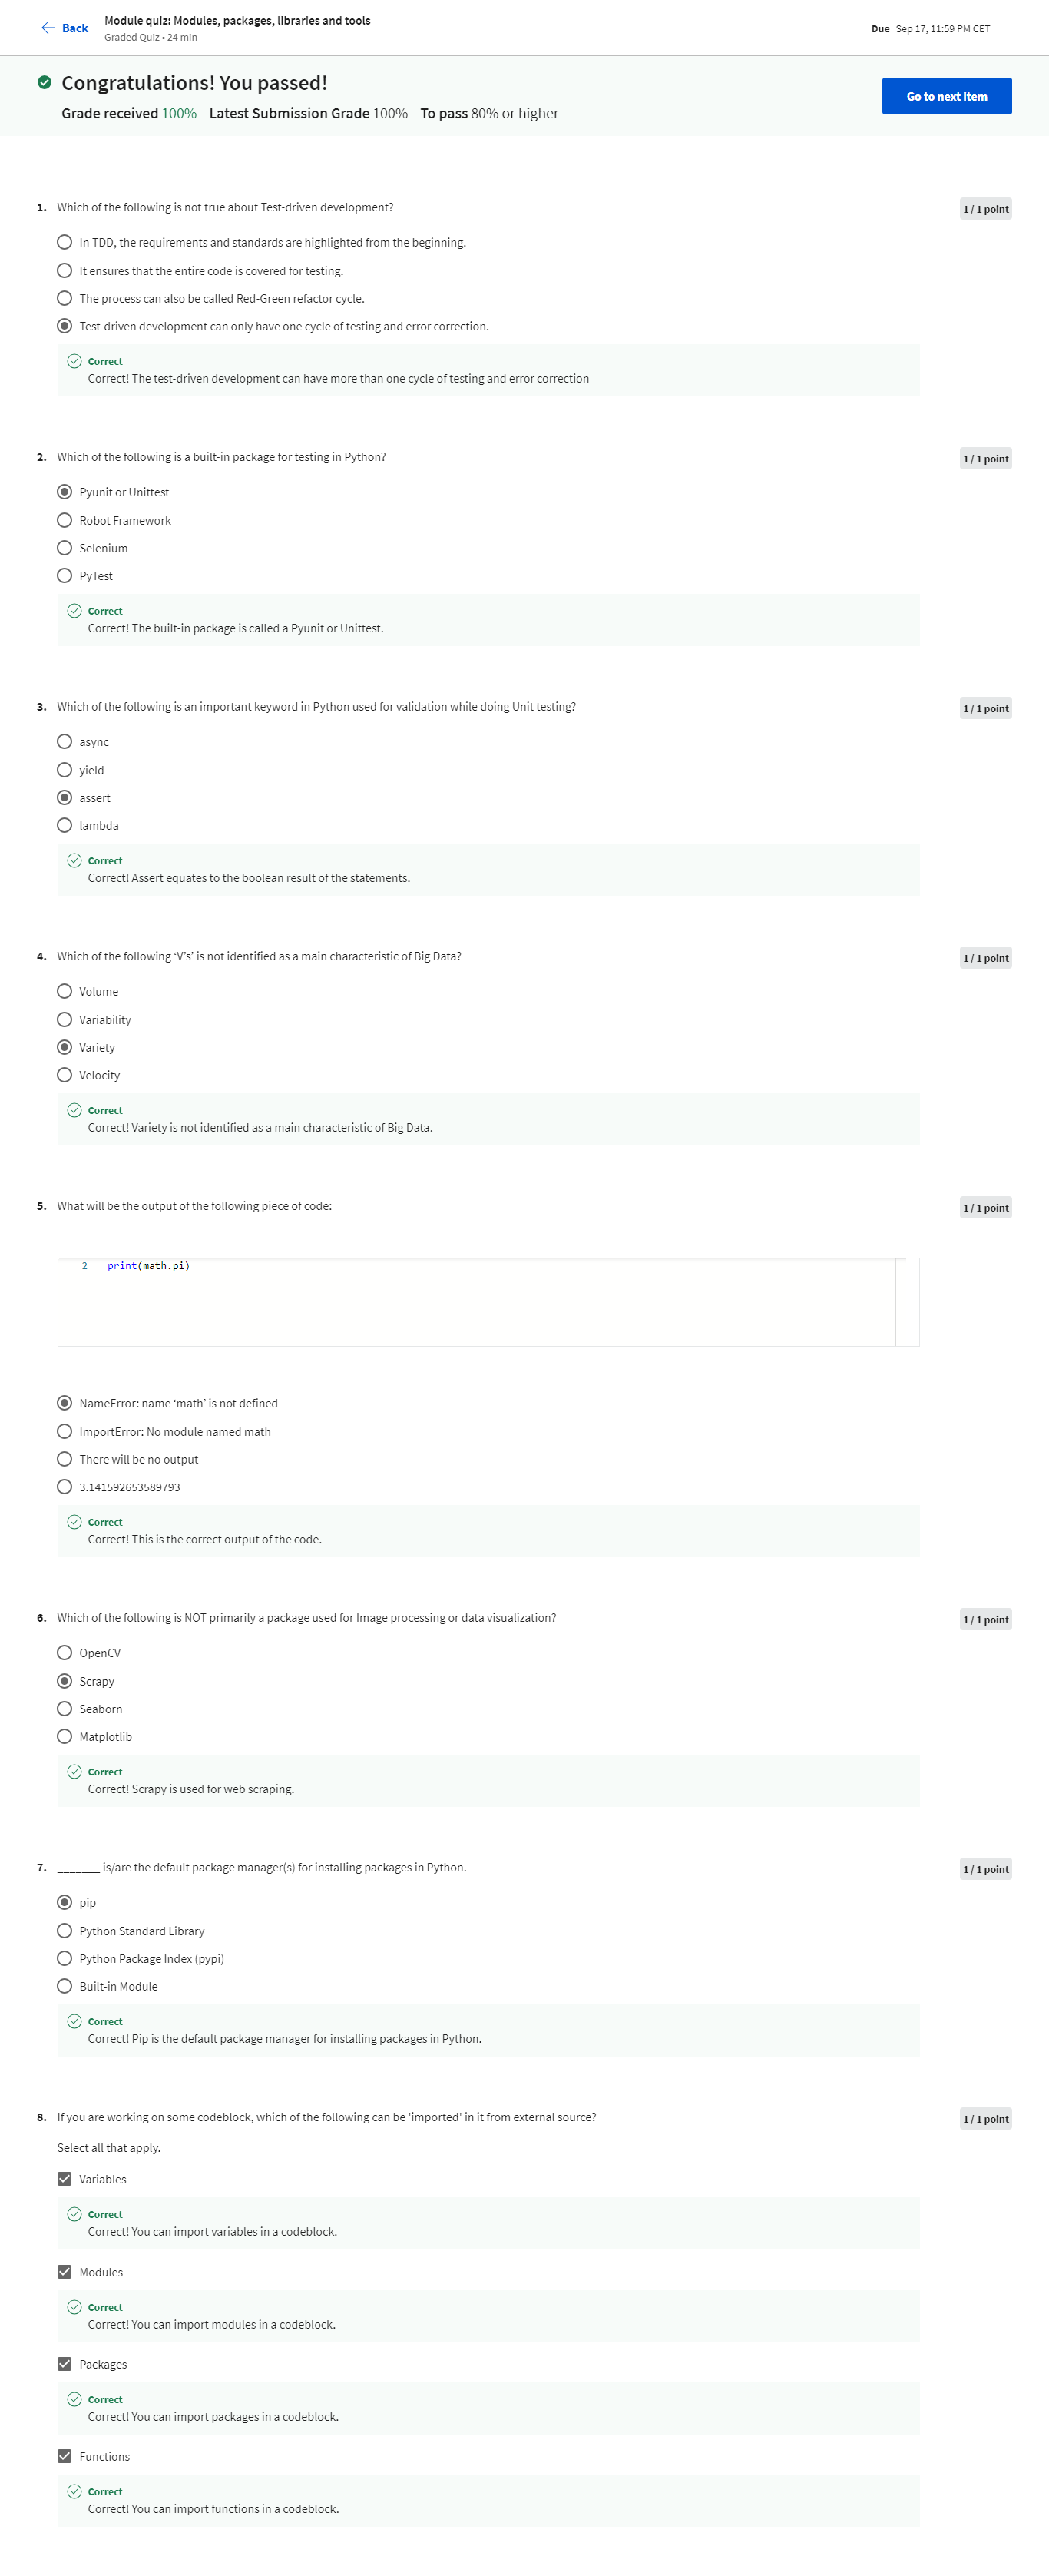 Back
Module quiz: Modules, packages, libraries and tools
Graded Quiz • 24 min
Due Sep 17, 11:59 PM CET
Congratulations! You passed!
Grade received 100% Latest Submission Grade 100% To pass 80% or higher
Go to next item
1. Which of the following is not true about Test-driven development?
1 / 1 point
In TDD, the requirements and standards are highlighted from the beginning.
It ensures that the entire code is covered for testing.
The process can also be called Red-Green refactor cycle.
Test-driven development can only have one cycle of testing and error correction.
Correct
Correct! The test-driven development can have more than one cycle of testing and error correction
2. Which of the following is a built-in package for testing in Python?
1 / 1 point
Pyunit or Unittest
Robot Framework
Selenium
PyTest
Correct
Correct! The built-in package is called a Pyunit or Unittest.
3. Which of the following is an important keyword in Python used for validation while doing Unit testing?
1 / 1 point
async
yield
assert
lambda
Correct
Correct! Assert equates to the boolean result of the statements.
4. Which of the following ‘V’s’ is not identified as a main characteristic of Big Data?
1 / 1 point
Volume
Variability
Variety
Velocity
Correct
Correct! Variety is not identified as a main characteristic of Big Data.
5. What will be the output of the following piece of code:
1 / 1 point
2 print(math.pi)
NameError: name ‘math’ is not defined
ImportError: No module named math
There will be no output
3.141592653589793
Correct
Correct! This is the correct output of the code.
6. Which of the following is NOT primarily a package used for Image processing or data visualization?
1 / 1 point
OpenCV
Scrapy
Seaborn
Matplotlib
Correct
Correct! Scrapy is used for web scraping.
7. _______ is/are the default package manager(s) for installing packages in Python.
1 / 1 point
pip
Python Standard Library
Python Package Index (pypi)
Built-in Module
Correct
Correct! Pip is the default package manager for installing packages in Python.
8. If you are working on some codeblock, which of the following can be 'imported' in it from external source?
1 / 1 point
Select all that apply.
Variables
Correct
Correct! You can import variables in a codeblock.
Modules
Correct
Correct! You can import modules in a codeblock.
Packages
Correct
Correct! You can import packages in a codeblock.
Functions
Correct
Correct! You can import functions in a codeblock.